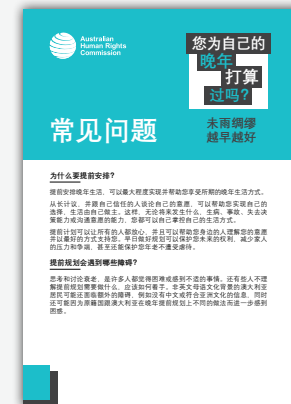 Australian
Human Rights
Commission
您为自己的
晚年
打算
过吗？
常见问题
未雨绸缪
越早越好
为什么要提前安排？
提前安排晚年生活，可以最大程度实现并帮助您享受所期的晚年生活方式。
从长计议，并跟自己信任的人谈论自己的意愿，可以帮助您实现自己的
选择，生活由自己做主。这样，无论将来发生什么，生病、事故、失去决
策能力或沟通意愿的能力，您都可以自己掌控自己的生活方式。
提前计划可以让所有的人都放心，并且可以帮助您身边的人理解您的意愿
并以最好的方式支持您。早日做好规划可以保护您未来的权利，减少家人
的压力和争端，甚至还能保护您年老不遭受虐待。
提前规划会遇到哪些障碍？
思考和讨论衰老，是许多人都觉得困难或感到不适的事情。还有些人不理
解提前规划需要做什么，应该如何着手。非英文母语文化背景的澳大利亚
居民可能还面临额外的障碍，例如没有中文或符合亚洲文化的信息，同时
还可能因为原籍国跟澳大利亚在晚年提前规划上不同的做法而进一步感到
困惑。